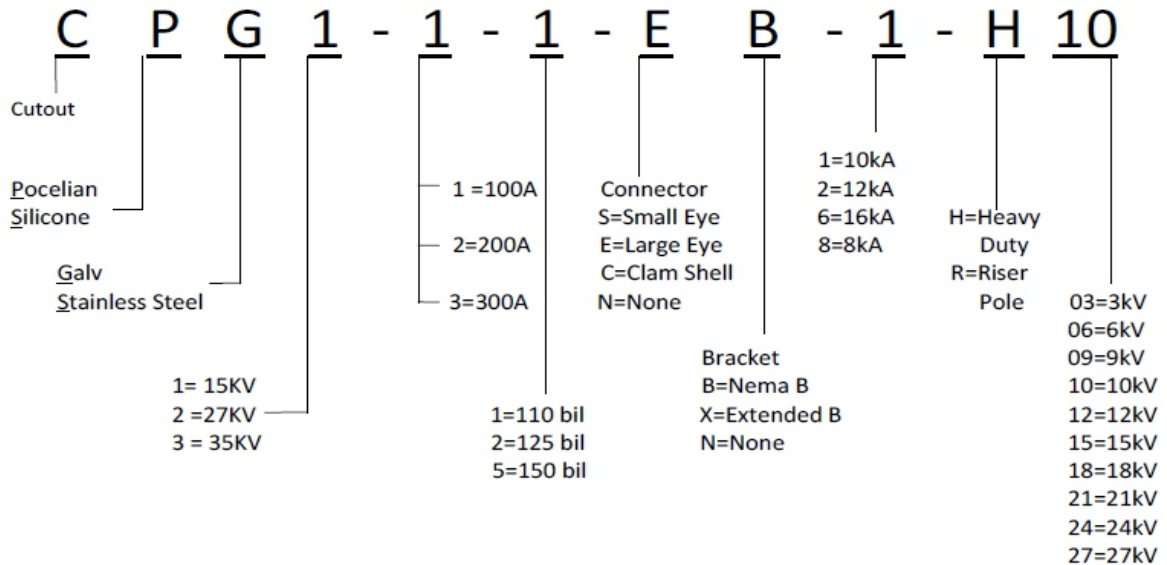 C P G 1 - 1 - 1 - E B - 1 - H 10
Cutout
Pocelian
Silicone
Galv
Stainless Steel
1= 15KV
2 =27KV
3 = 35KV
1 =100A
2=200A
3=300A
1=110 bil
2=125 bil
5=150 bil
Connector
S=Small Eye
E=Large Eye
C=Clam Shell
N=None
Bracket
B=Nema B
X=Extended B
N=None
1=10kA
2=12kA
6=16kA
8=8kA
H=Heavy
Duty
R=Riser
Pole
03=3kV
06=6kV
09=9kV
10=10kV
12=12kV
15=15kV
18=18kV
21=21kV
24=24kV
27=27kV